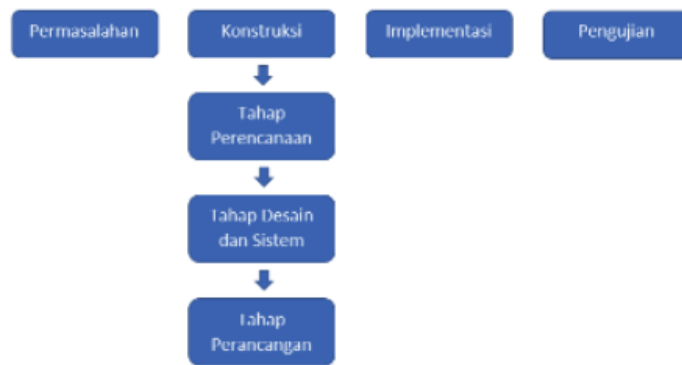 Permasalahan
Konstruksi
Implementasi
Pengujian
Tahap
Perencanaan
Tahap Desain
dan Sistem
Tahap
Perancangan